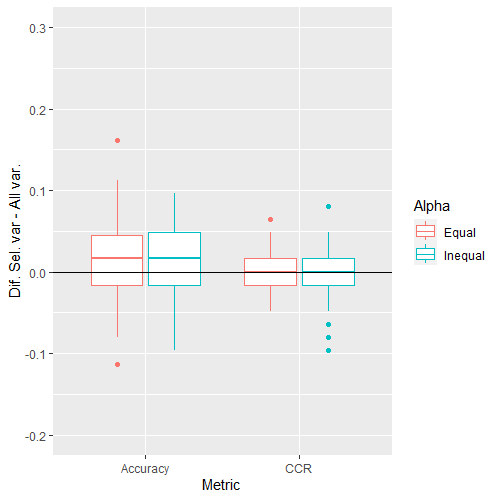 0.3
0.2
0.1
0.0
-0.1
-0.2
Dif. Sel. var - All var.
Accuracy
CCR
Metric
Alpha
Equal
Inequal